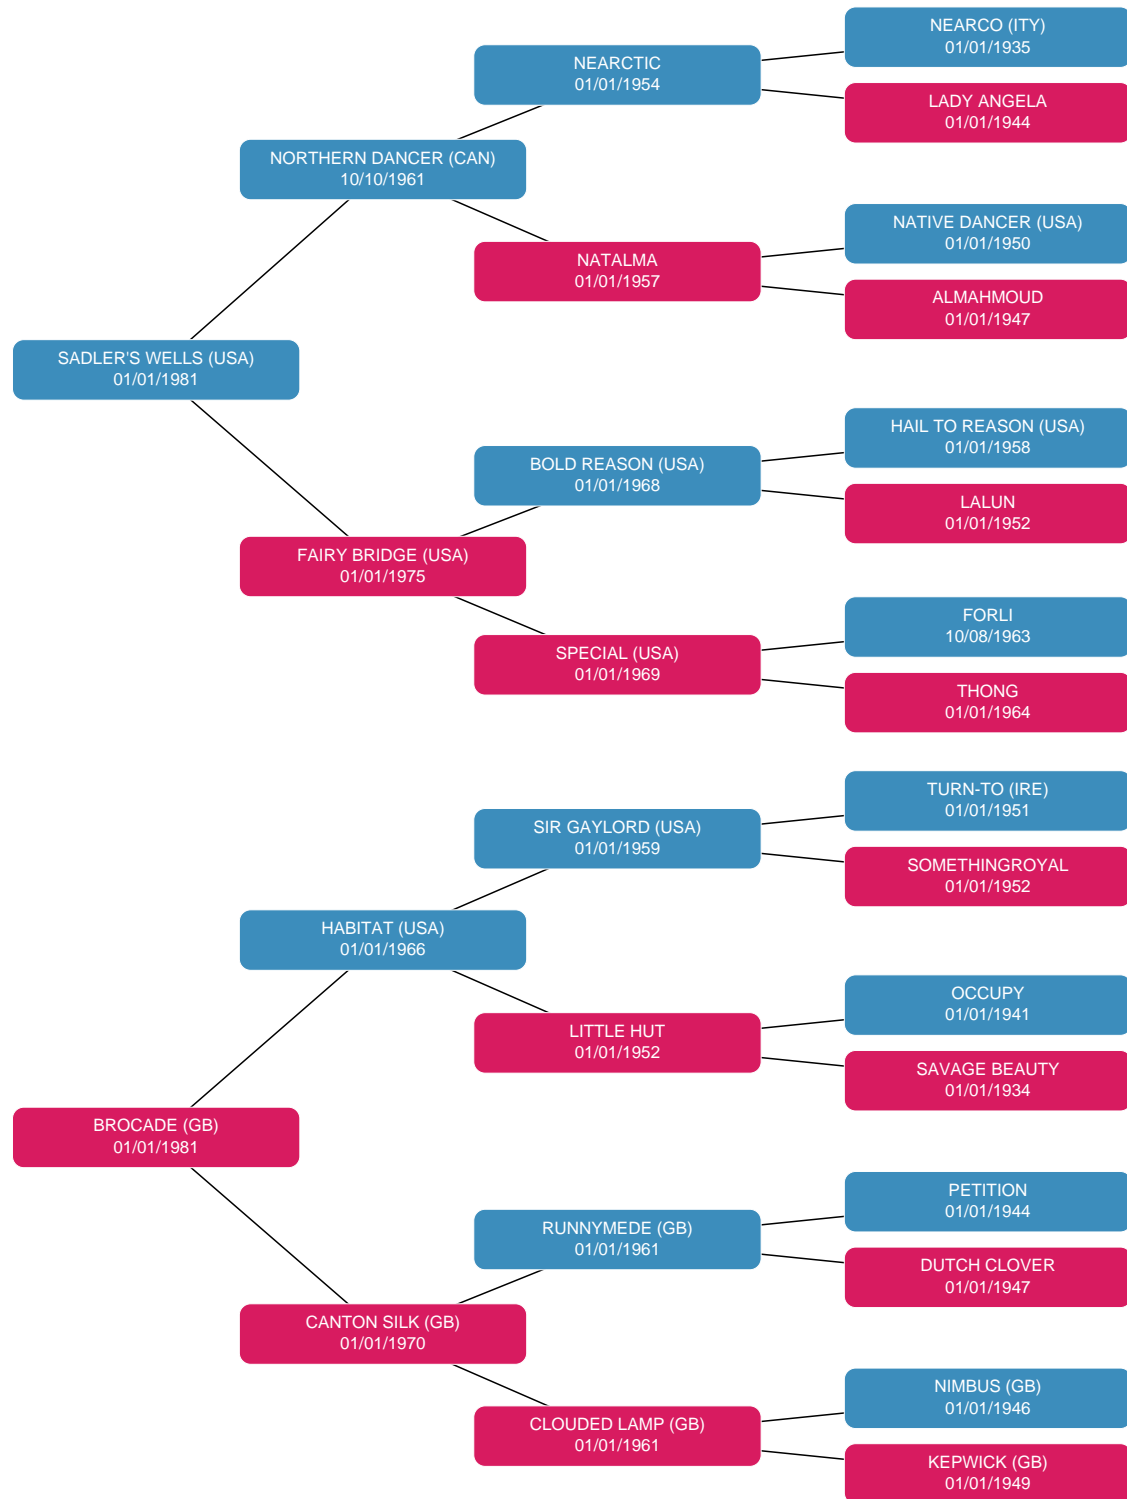 NEARCO (ITY)
01/01/1935
NEARCTIC
01/01/1954
LADY ANGELA
01/01/1944
NORTHERN DANCER (CAN)
10/10/1961
NATIVE DANCER (USA)
01/01/1950
NATALMA
01/01/1957
ALMAHMOUD
01/01/1947
SADLER'S WELLS (USA)
01/01/1981
HAIL TO REASON (USA)
01/01/1958
BOLD REASON (USA)
01/01/1968
LALUN
01/01/1952
FAIRY BRIDGE (USA)
01/01/1975
FORLI
10/08/1963
SPECIAL (USA)
01/01/1969
THONG
01/01/1964
TURN-TO (IRE)
01/01/1951
SIR GAYLORD (USA)
01/01/1959
SOMETHINGROYAL
01/01/1952
HABITAT (USA)
01/01/1966
OCCUPY
01/01/1941
LITTLE HUT
01/01/1952
SAVAGE BEAUTY
01/01/1934
BROCADE (GB)
01/01/1981
PETITION
01/01/1944
RUNNYMEDE (GB)
01/01/1961
DUTCH CLOVER
01/01/1947
CANTON SILK (GB)
01/01/1970
NIMBUS (GB)
01/01/1946
CLOUDED LAMP (GB)
01/01/1961
KEPWICK (GB)
01/01/1949